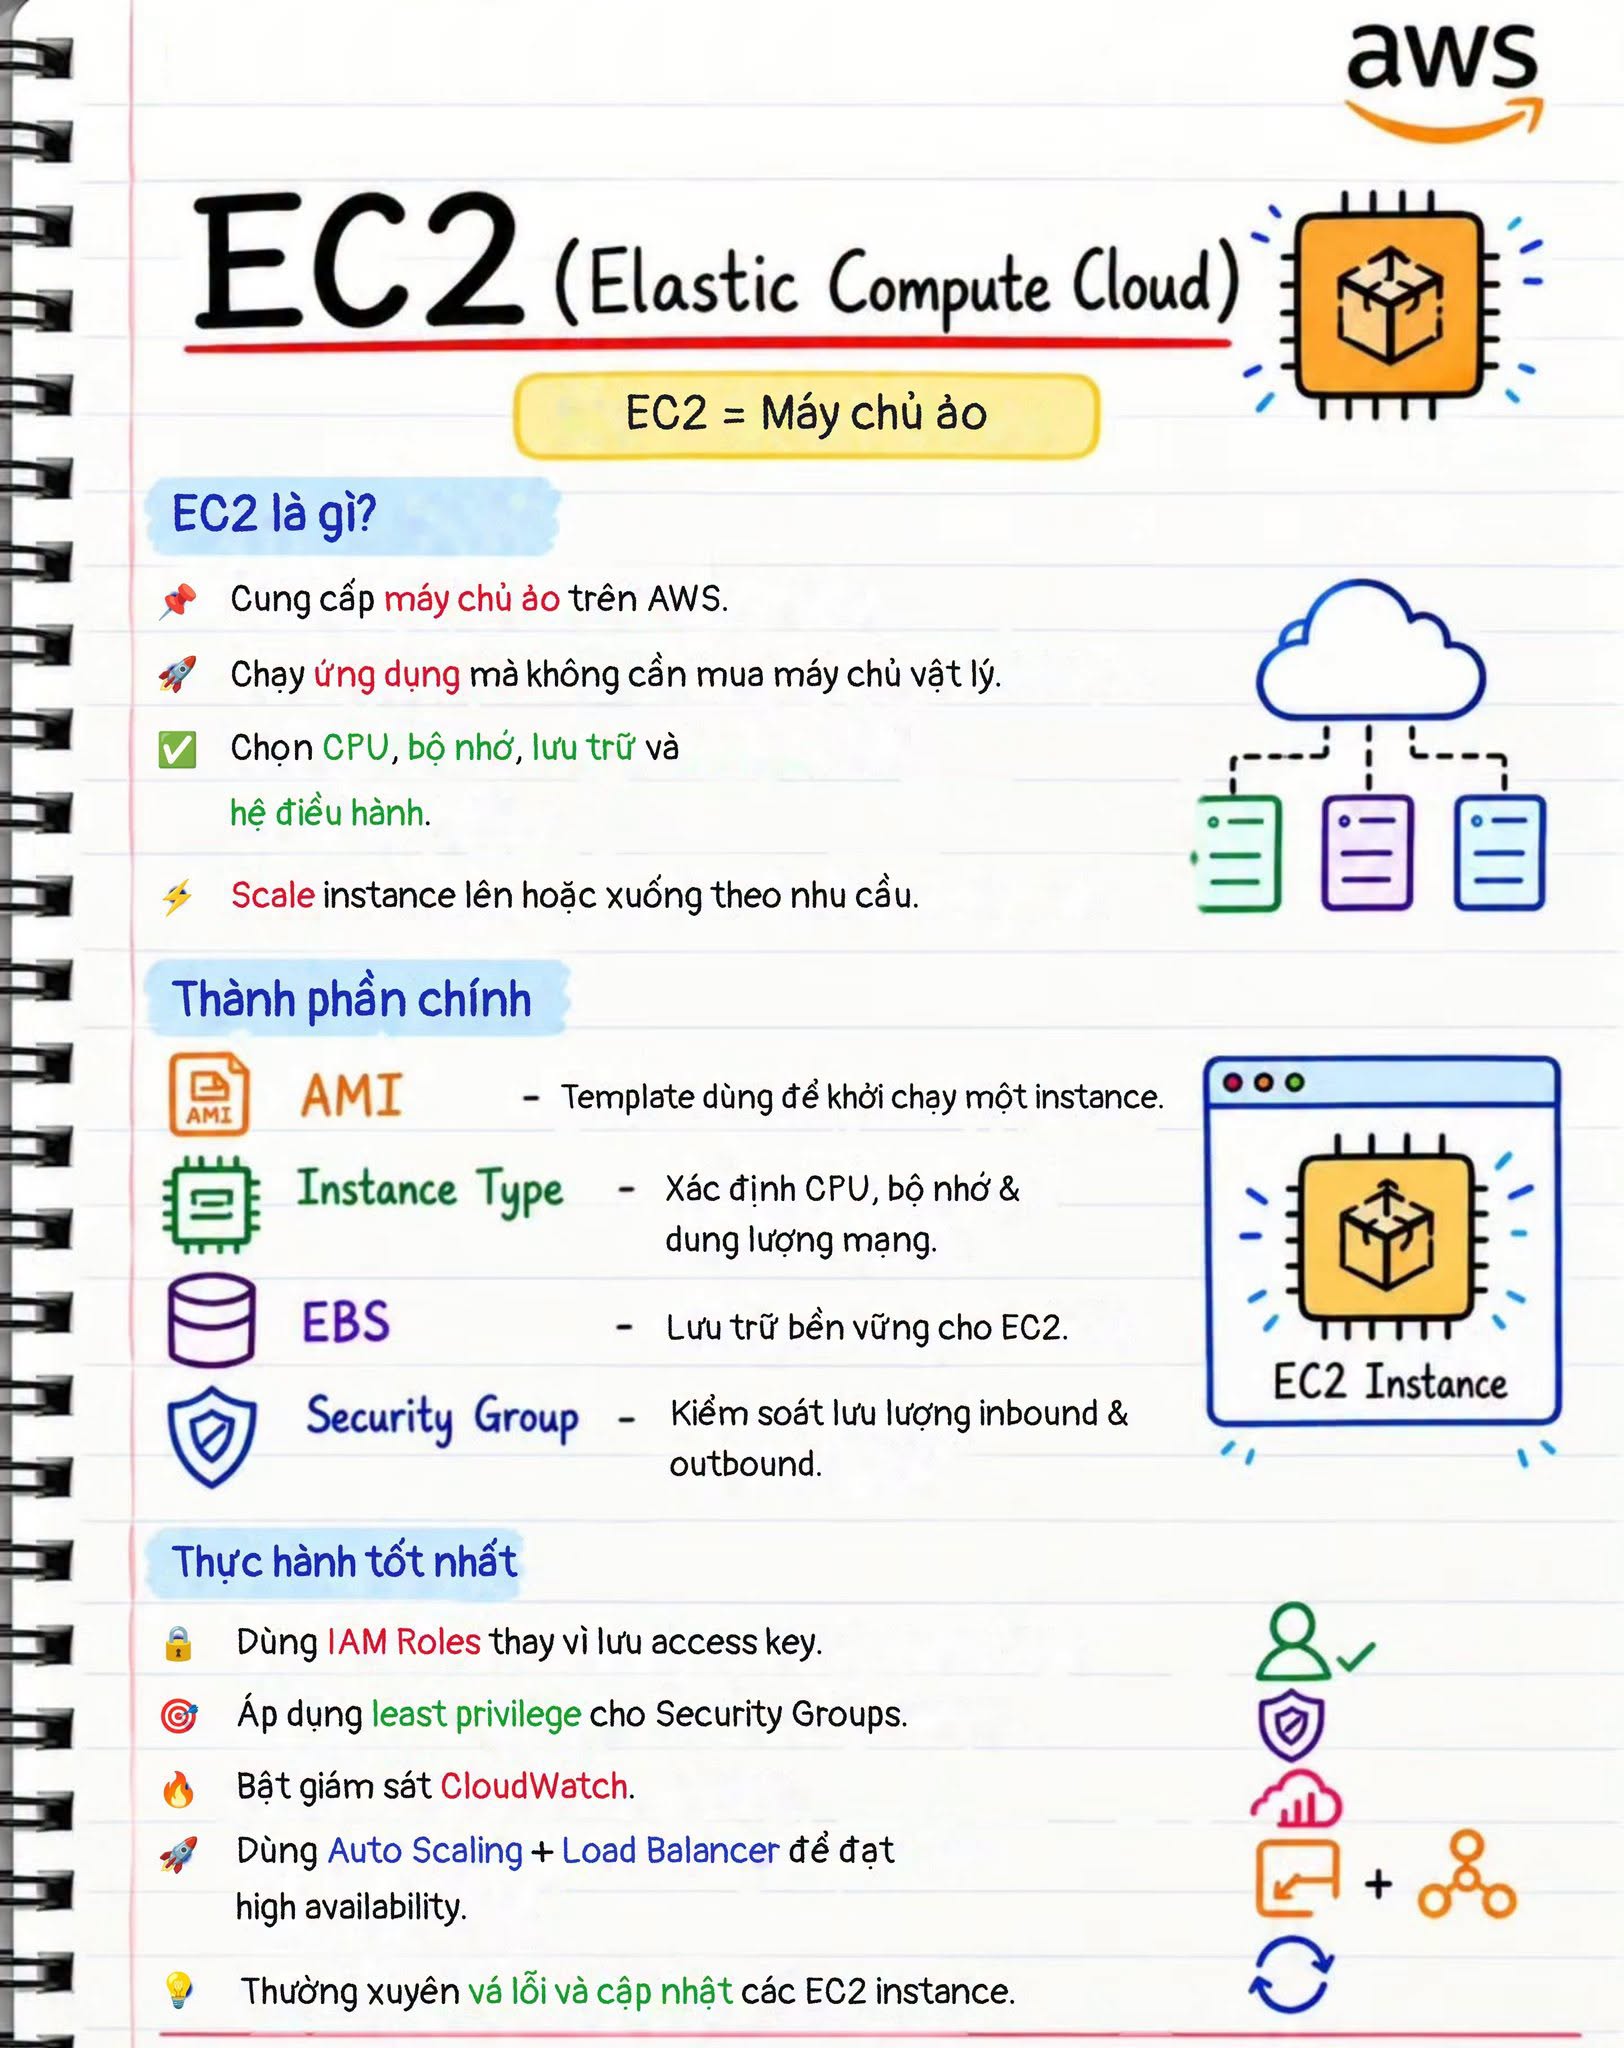 aws
EC2 (Elastic Compute Cloud)
EC2 = Máy chủ ảo
EC2 là gì?
📌 Cung cấp máy chủ ảo trên AWS.
🚀 Chạy ứng dụng mà không cần mua máy chủ vật lý.
✅ Chọn CPU, bộ nhớ, lưu trữ và
hệ điều hành.
⚡ Scale instance lên hoặc xuống theo nhu cầu.
Thành phần chính
AMI
AMI - Template dùng để khởi chạy một instance.
Instance Type - Xác định CPU, bộ nhớ &
dung lượng mạng.
EBS - Lưu trữ bền vững cho EC2.
Security Group - Kiểm soát lưu lượng inbound &
outbound.
EC2 Instance
Thực hành tốt nhất
🔒 Dùng IAM Roles thay vì lưu access key.
🎯 Áp dụng least privilege cho Security Groups.
🔥 Bật giám sát CloudWatch.
🚀 Dùng Auto Scaling + Load Balancer để đạt
high availability.
+
💡 Thường xuyên vá lỗi và cập nhật các EC2 instance.